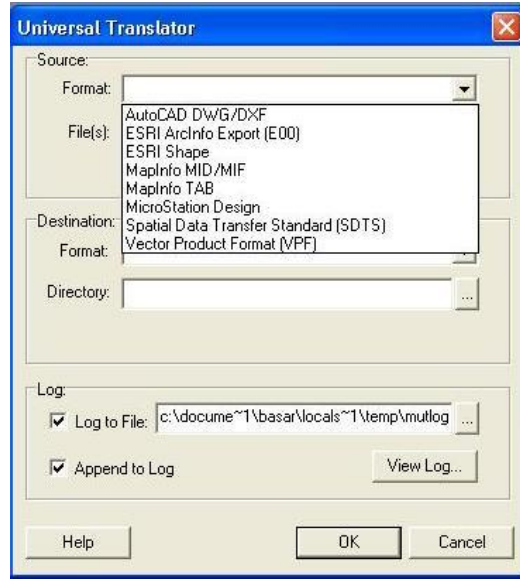 Universal Translator
Source:
Format:
File(s):
AutoCAD DWG/DXF
ESRI ArcInfo Export (E00)
ESRI Shape
MapInfo MID/MIF
MapInfo TAB
MicroStation Design
Spatial Data Transfer Standard (SDTS)
Vector Product Format (VPF)
Destination:
Format:
Directory:
...
Log:
Log to File: c:\docume~1\basar\locals~1\temp\mutlog ...
Append to Log View Log...
Help OK Cancel